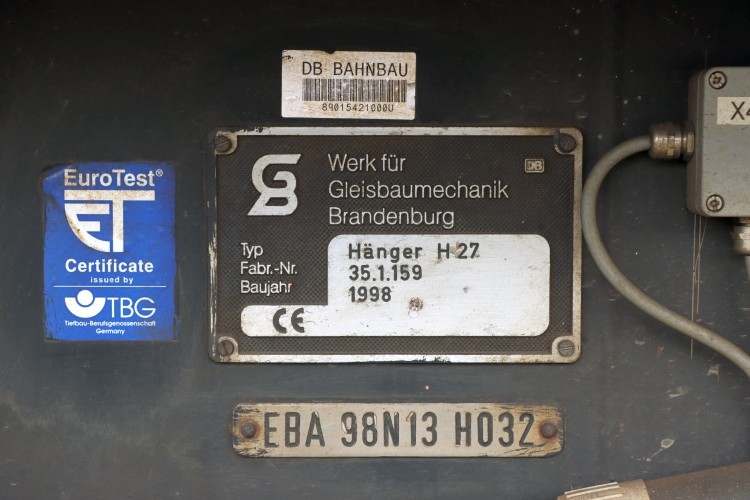 DB BAHNBAU
89015421000U
EuroTest®
ET
Certificate
issued by
TBG
Tiefbau-Berufsgenossenschaft
Germany
GB
Werk für
Gleisbaumechanik
Brandenburg
DB
Typ Hänger H 27
Fabr.-Nr. 35.1.159
Baujahr 1998
CE
EBA 98N13 H032
X4